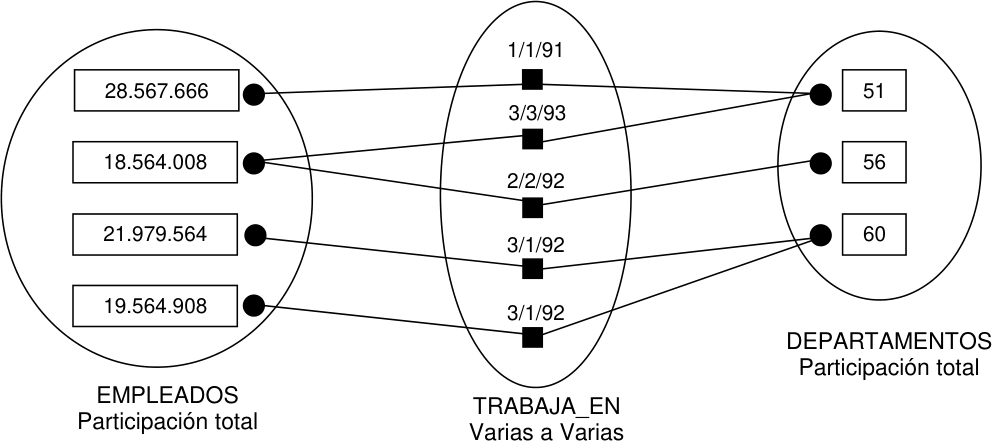 28.567.666
18.564.008
21.979.564
19.564.908
EMPLEADOS
Participación total
1/1/91
3/3/93
2/2/92
3/1/92
3/1/92
TRABAJA_EN
Varias a Varias
51
56
60
DEPARTAMENTOS
Participación total